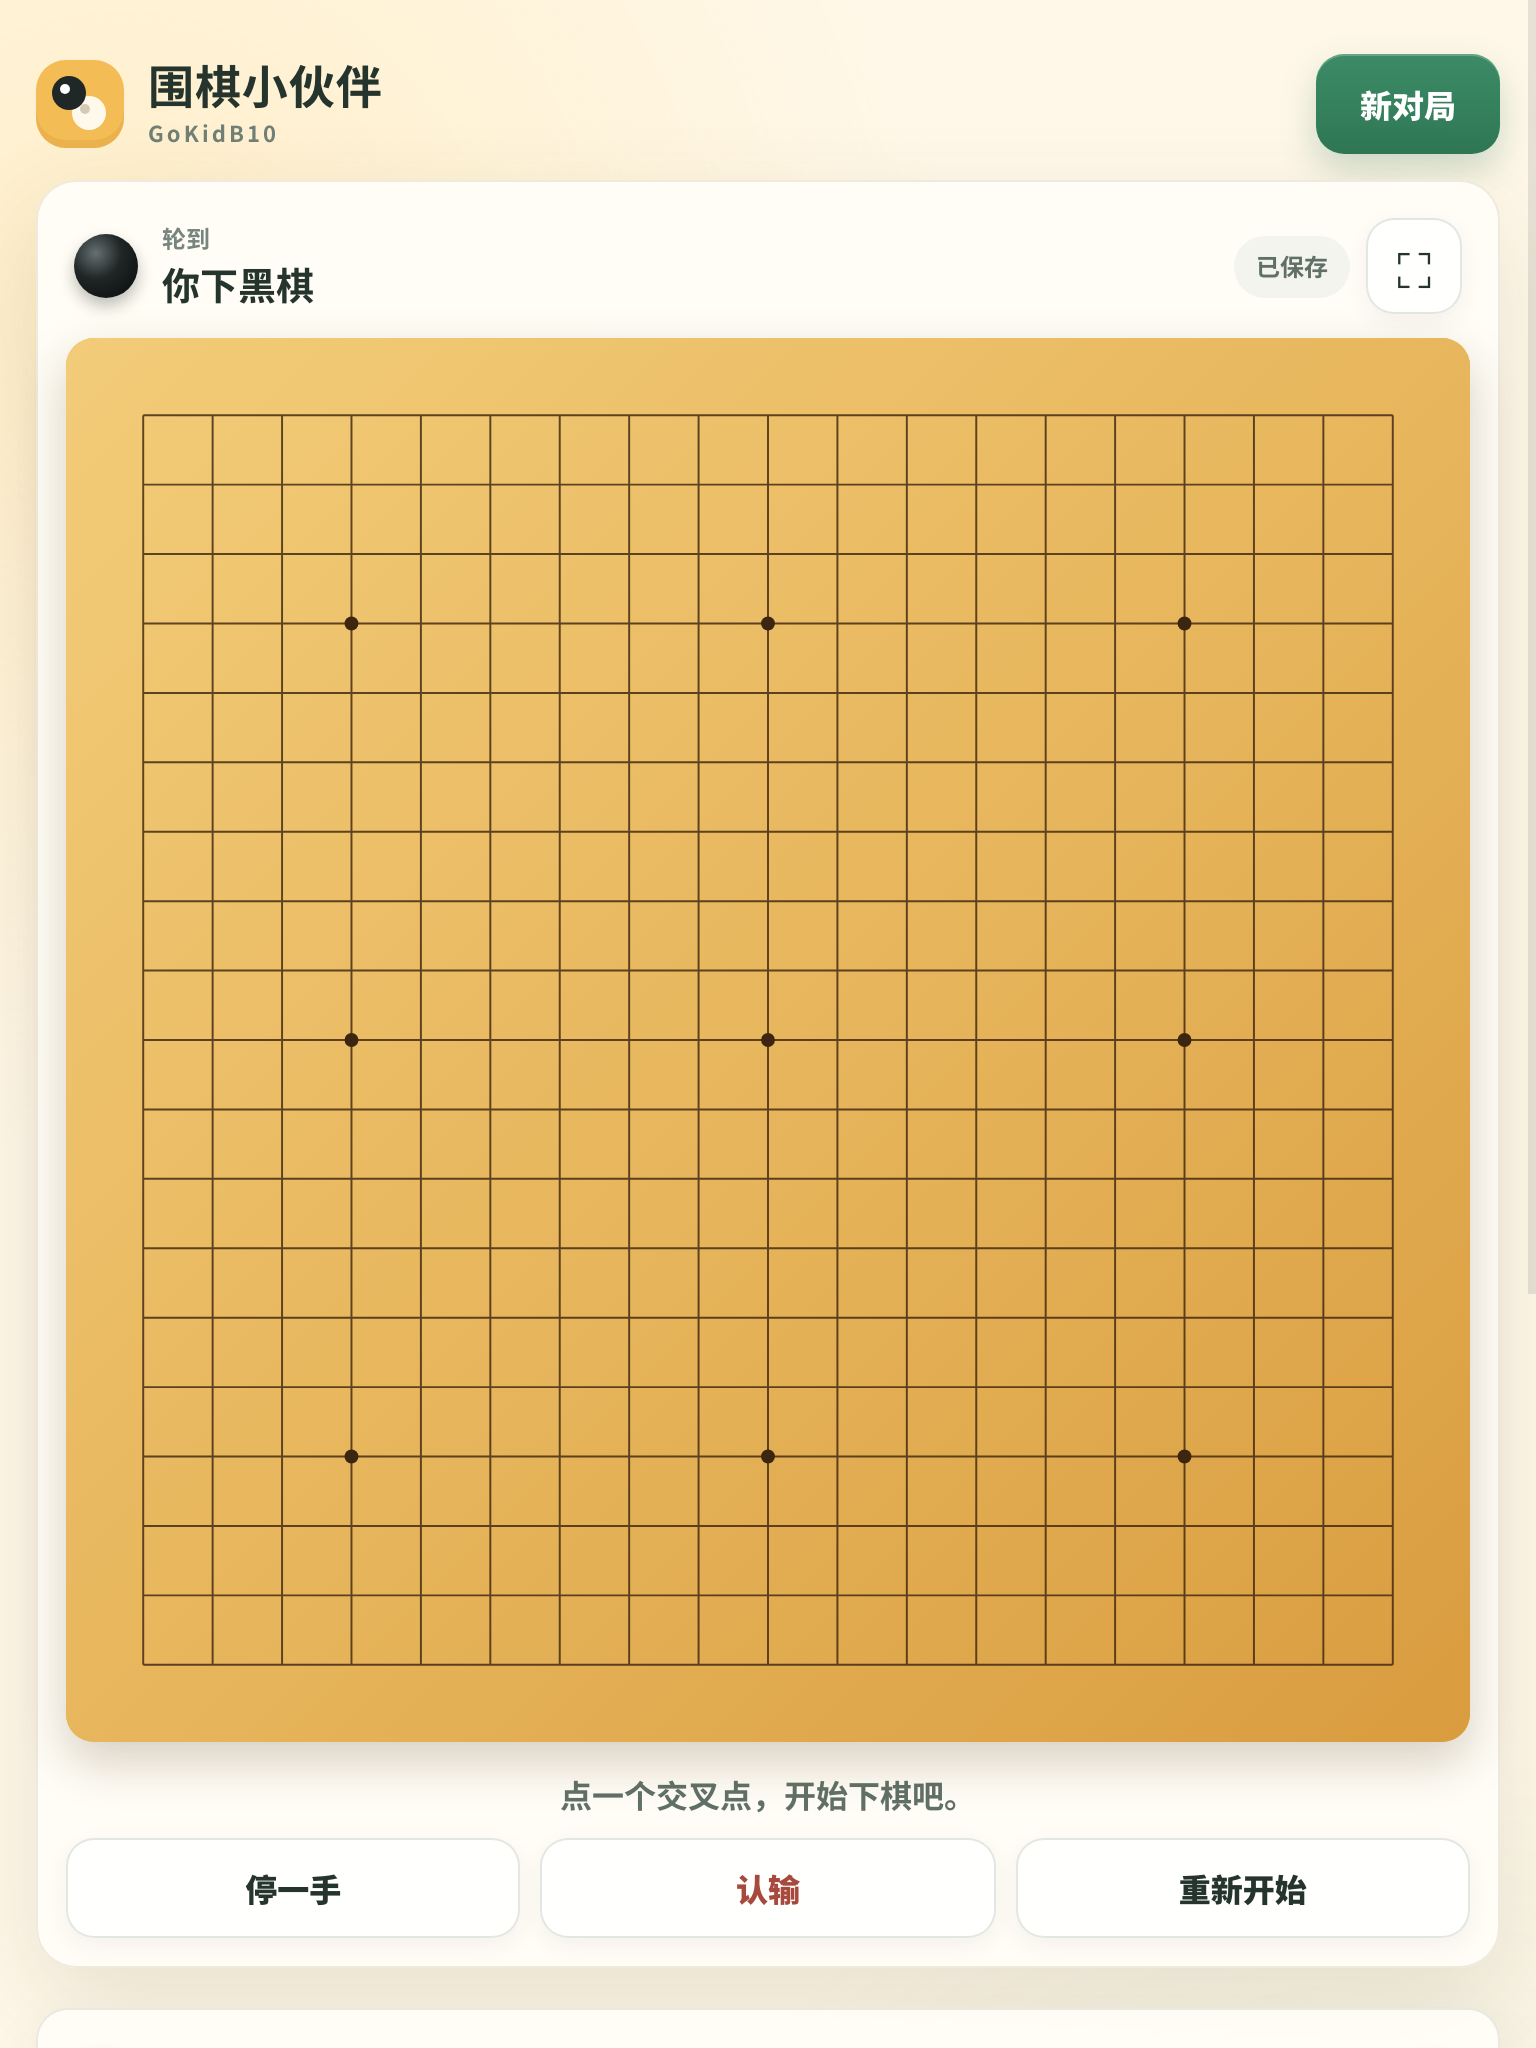 围棋小伙伴
GoKidB10
新对局
轮到
你下黑棋
已保存
点一个交叉点，开始下棋吧。
停一手
认输
重新开始